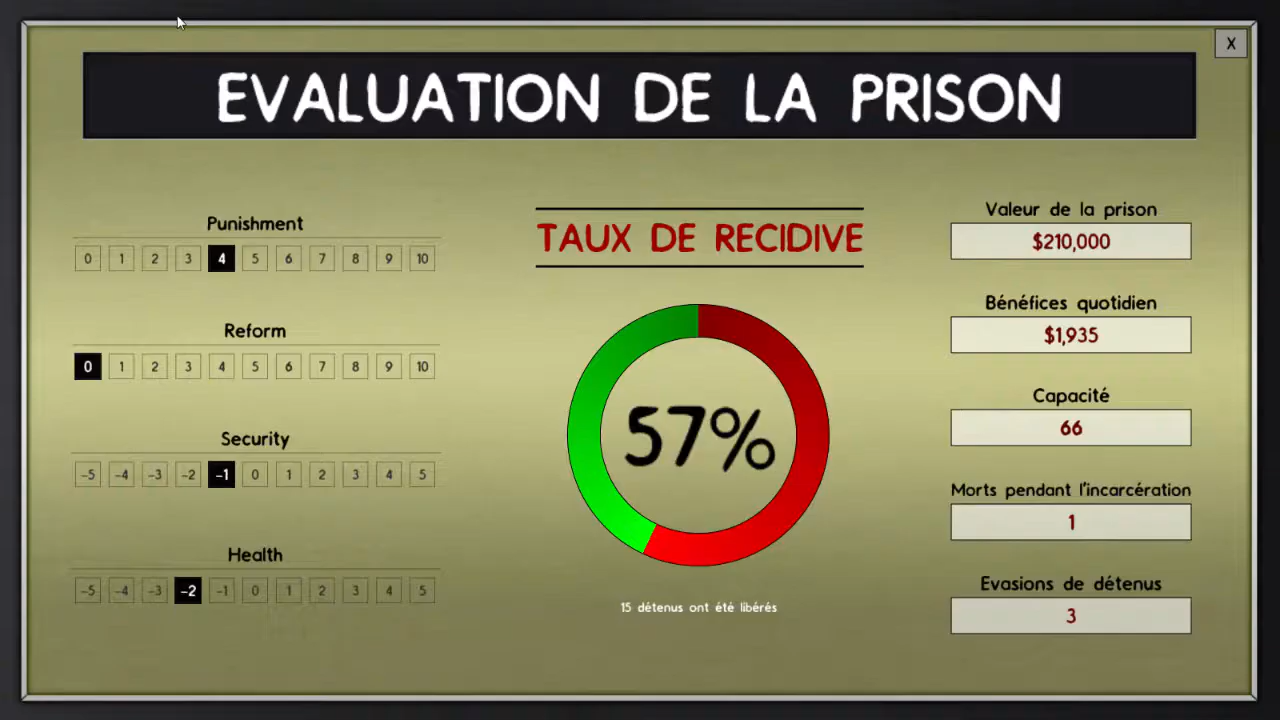 X
EVALUATION DE LA PRISON
Punishment
0 1 2 3 4 5 6 7 8 9 10
Reform
0 1 2 3 4 5 6 7 8 9 10
Security
-5 -4 -3 -2 -1 0 1 2 3 4 5
Health
-5 -4 -3 -2 -1 0 1 2 3 4 5
TAUX DE RECIDIVE
57%
15 détenus ont été libérés
Valeur de la prison
$210,000
Bénéfices quotidien
$1,935
Capacité
66
Morts pendant l'incarcération
1
Evasions de détenus
3